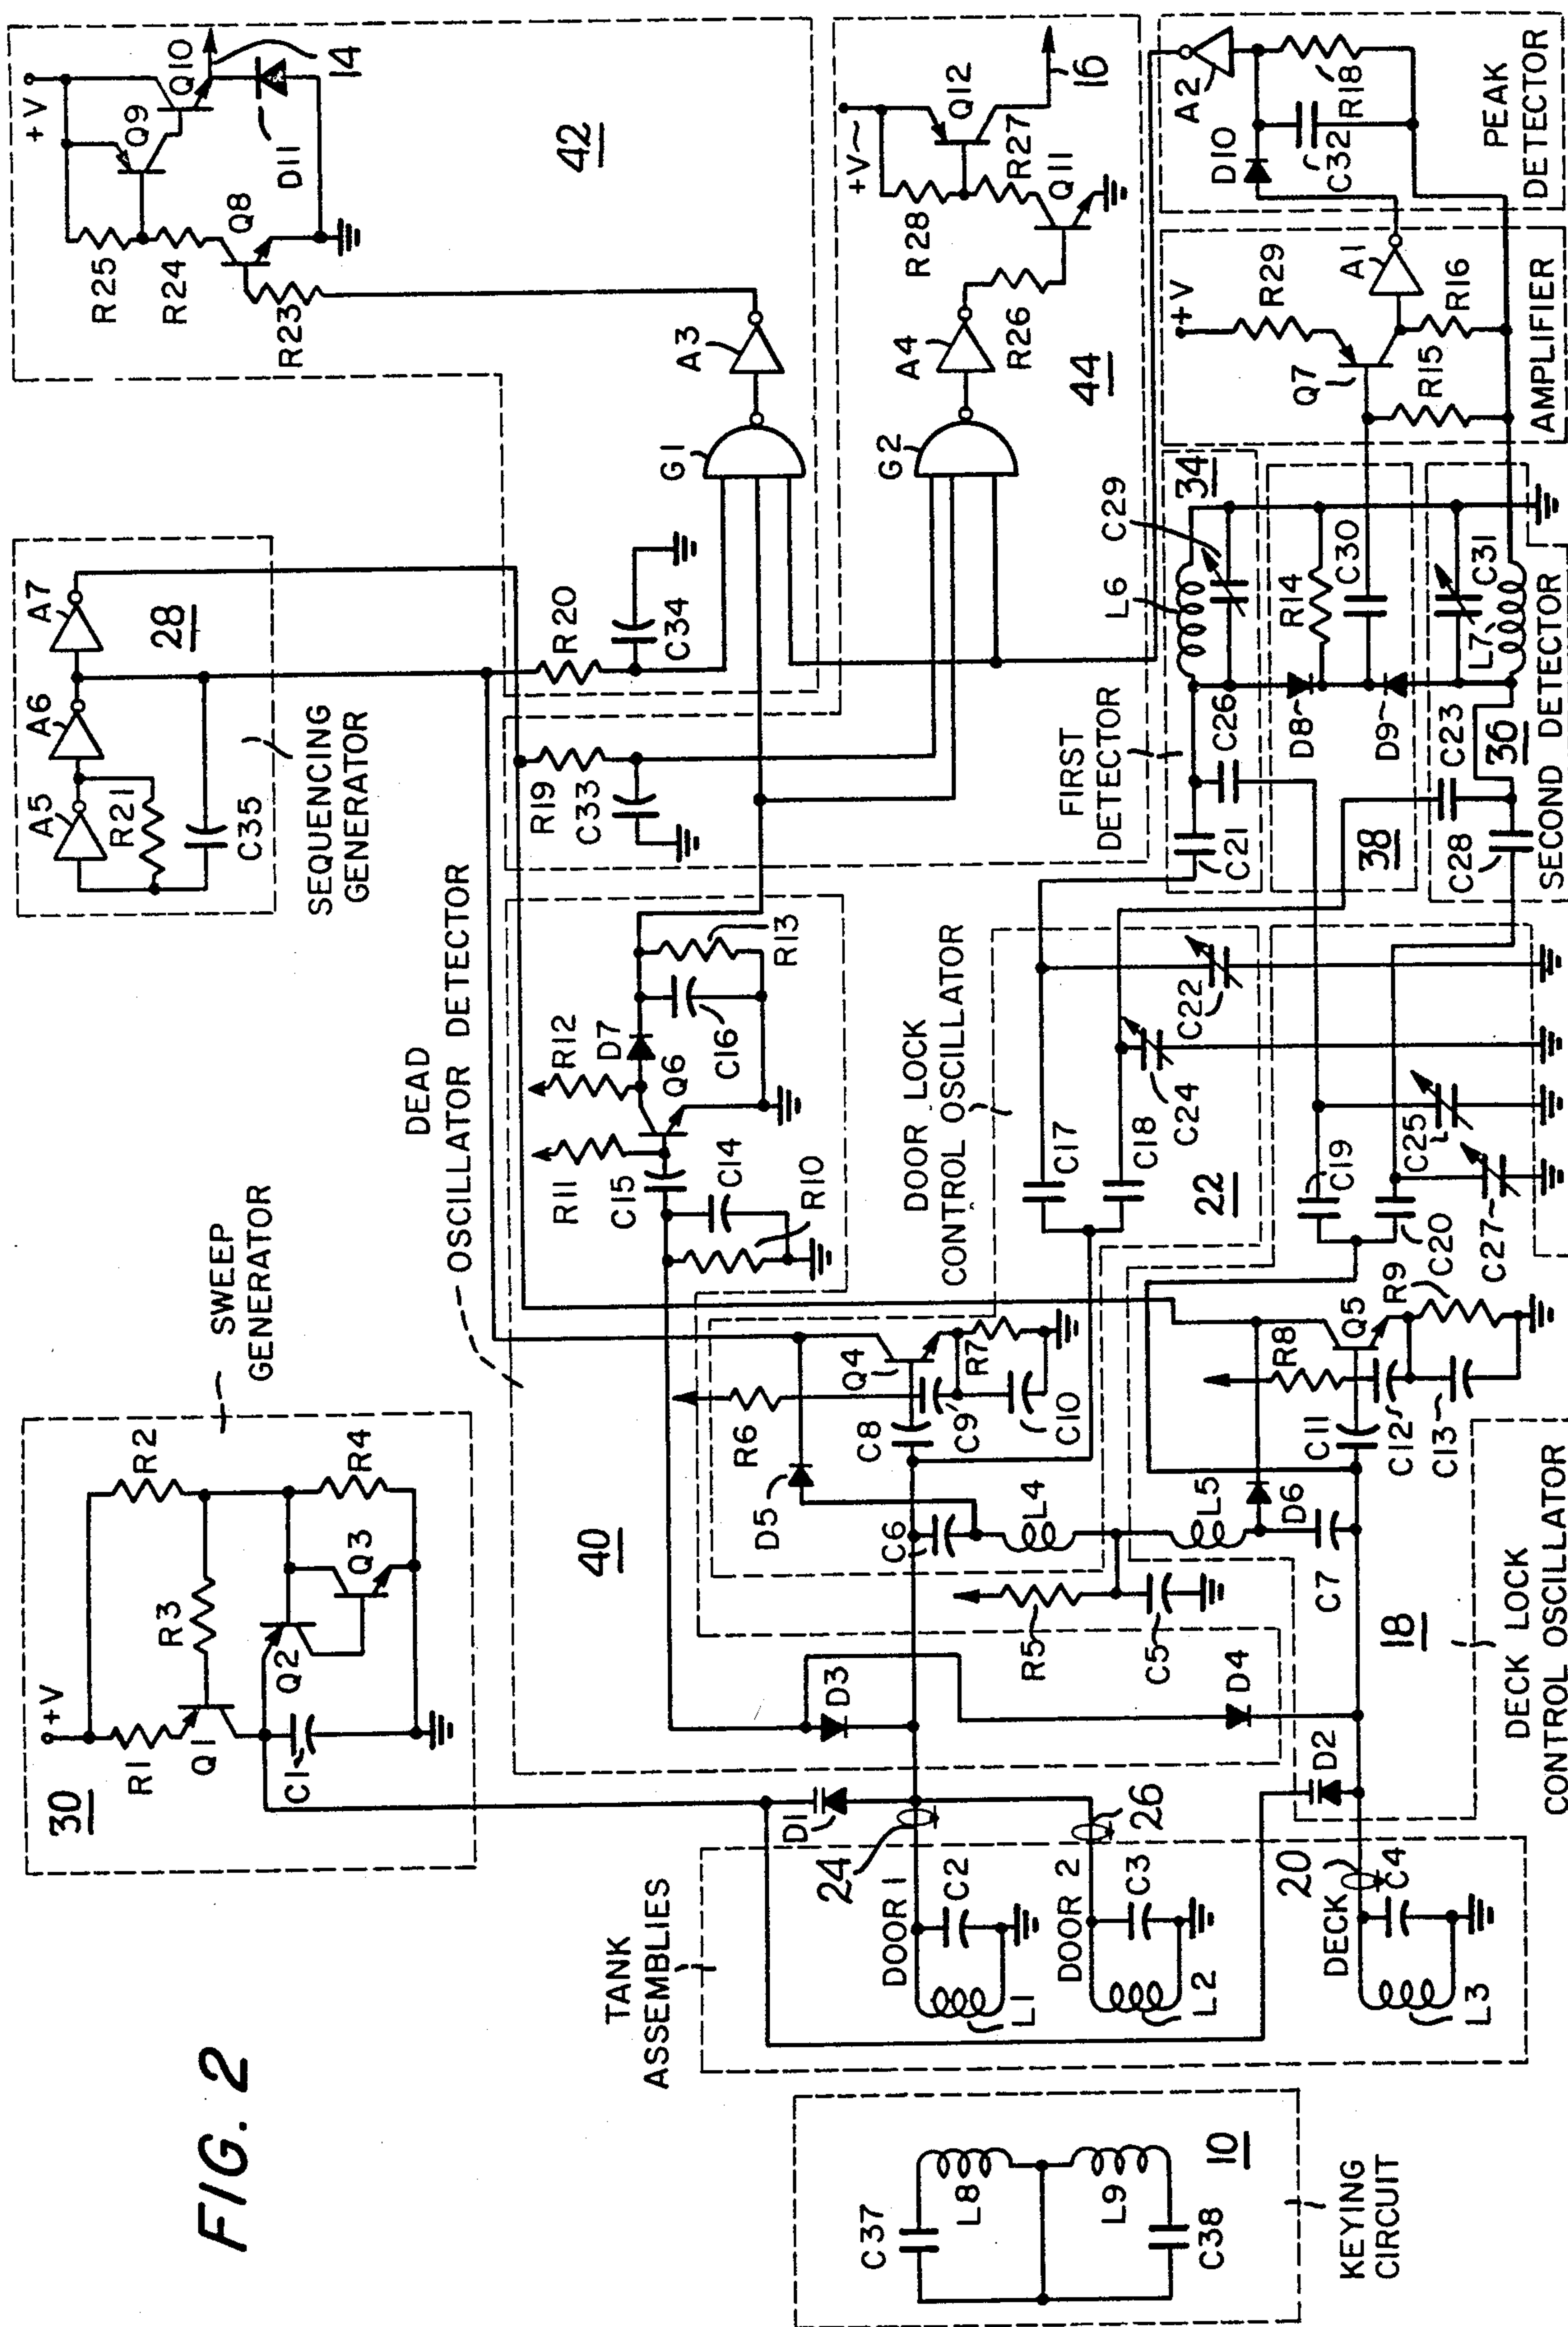 FIG. 2
KEYING
CIRCUIT
10
C37
L8
L9
C38
TANK
ASSEMBLIES
DOOR 1
C2
L1
DOOR 2
C3
L2
DECK
C4
L3
24
26
20
30
+V
R1
R2
R3
R4
Q1
Q2
Q3
C1
SWEEP
GENERATOR
D1
D2
D3
D4
40
R5
C5
C6
L4
L5
C7
D5
D6
18
DECK LOCK
CONTROL OSCILLATOR
R6
Q4
C8
C9
R7
C10
R8
Q5
R9
C11
C12
C13
DEAD
OSCILLATOR DETECTOR
R10
C14
C15
R11
R12
Q6
D7
C16
R13
DOOR LOCK
CONTROL OSCILLATOR
22
C17
C18
C24
C22
C19
C20
C25
C27
SEQUENCING
GENERATOR
28
A5
A6
A7
R21
C35
R19
C33
R20
C34
FIRST
DETECTOR
34
C21
C26
L6
C29
38
D8
D9
R14
C30
SECOND DETECTOR
36
C28
C23
L7
C31
G1
G2
A3
A4
42
44
R23
R24
R25
Q8
Q9
Q10
+V
D11
14
R26
R27
R28
Q11
Q12
+V
16
AMPLIFIER
Q7
R15
R16
R29
+V
A1
PEAK
DETECTOR
D10
C32
R18
A2